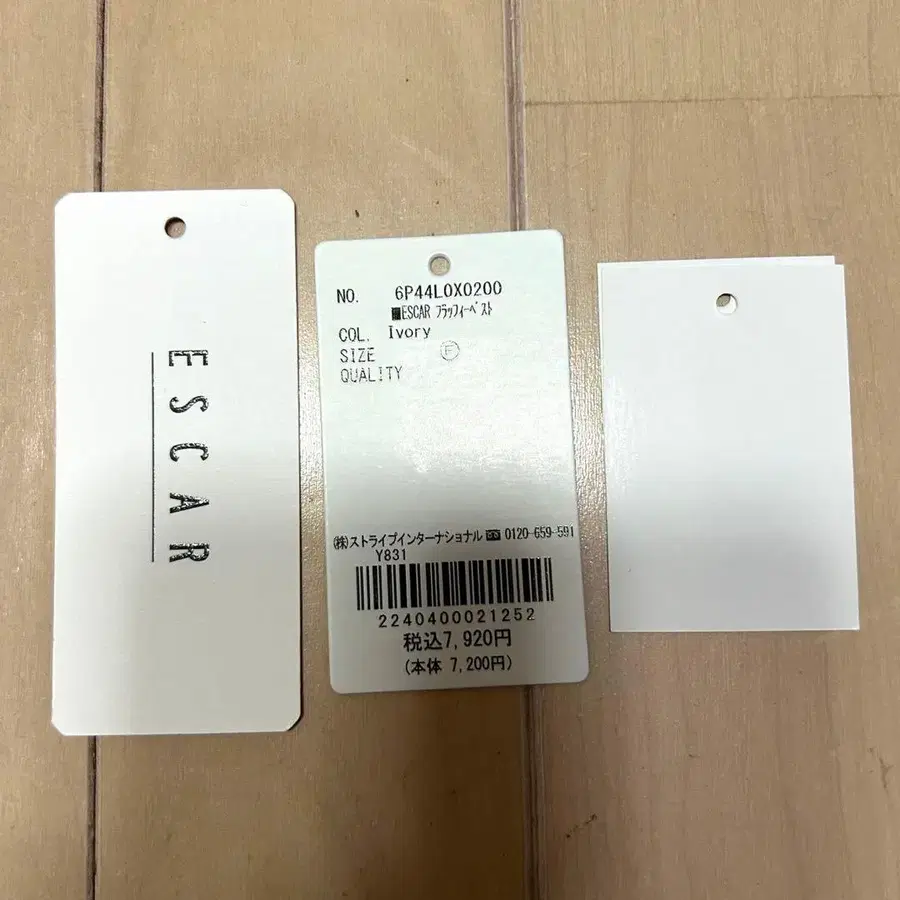 ESCAR
NO. 6P44L0X0200
■ESCAR フラッフィーベスト
COL. Ivory
SIZE Ⓕ
QUALITY
(株)ストライプインターナショナル 0120-659-591
Y831
2240400021252
税込7,920円
(本体 7,200円)